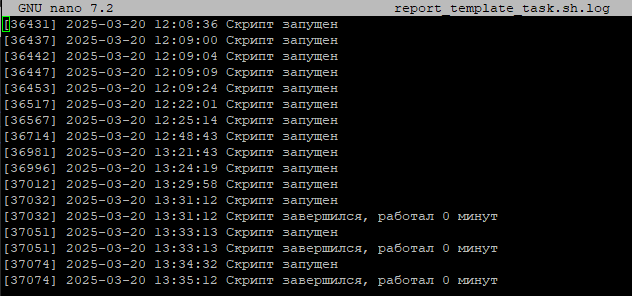 GNU nano 7.2 report_template_task.sh.log
[36431] 2025-03-20 12:08:36 Скрипт запущен
[36437] 2025-03-20 12:09:00 Скрипт запущен
[36442] 2025-03-20 12:09:04 Скрипт запущен
[36447] 2025-03-20 12:09:09 Скрипт запущен
[36453] 2025-03-20 12:09:24 Скрипт запущен
[36517] 2025-03-20 12:22:01 Скрипт запущен
[36567] 2025-03-20 12:25:14 Скрипт запущен
[36714] 2025-03-20 12:48:43 Скрипт запущен
[36981] 2025-03-20 13:21:43 Скрипт запущен
[36996] 2025-03-20 13:24:19 Скрипт запущен
[37012] 2025-03-20 13:29:58 Скрипт запущен
[37032] 2025-03-20 13:31:12 Скрипт запущен
[37032] 2025-03-20 13:31:12 Скрипт завершился, работал 0 минут
[37051] 2025-03-20 13:33:13 Скрипт запущен
[37051] 2025-03-20 13:33:13 Скрипт завершился, работал 0 минут
[37074] 2025-03-20 13:34:32 Скрипт запущен
[37074] 2025-03-20 13:35:12 Скрипт завершился, работал 0 минут